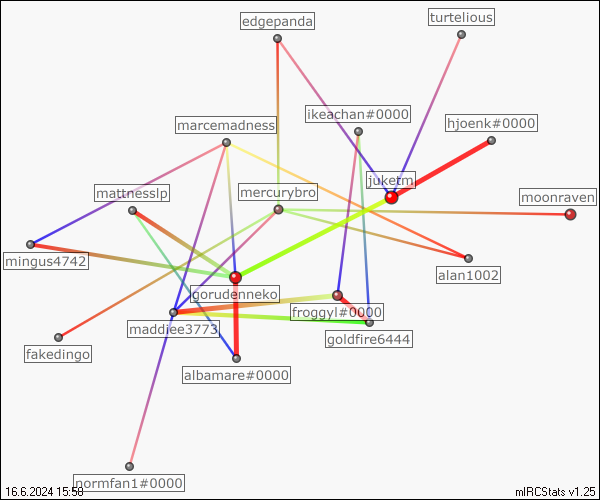 edgepanda
turtelious
ikeachan#0000
marcemadness
hjoenk#0000
juketm
mattnesslp
mercurybro
moonraven
mingus4742
alan1002
gorudenneko
froggyl#0000
maddiee3773
goldfire6444
fakedingo
albamare#0000
normfan1#0000
16.6.2024 15:58
mIRCStats v1.25